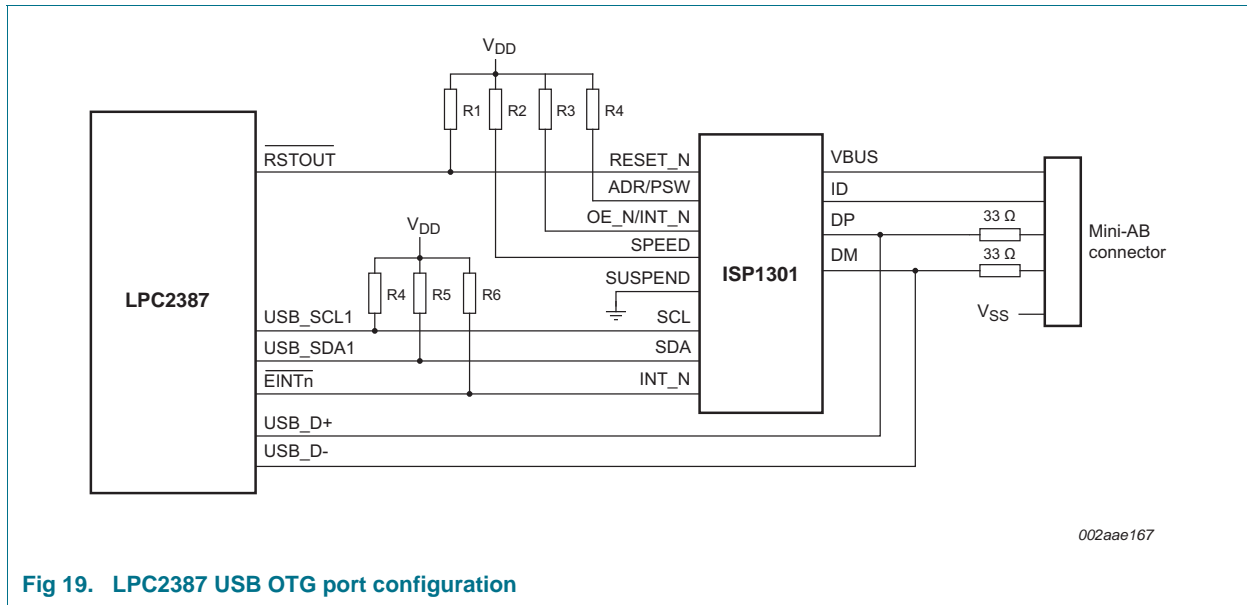 VDD
R1 R2 R3 R4
RSTOUT
RESET_N
ADR/PSW
OE_N/INT_N
SPEED
SUSPEND
VDD
R4 R5 R6
LPC2387
USB_SCL1
USB_SDA1
EINTn
USB_D+
USB_D-
SCL
SDA
INT_N
ISP1301
VBUS
ID
DP
DM
33 Ω
33 Ω
VSS
Mini-AB
connector
002aae167
Fig 19. LPC2387 USB OTG port configuration